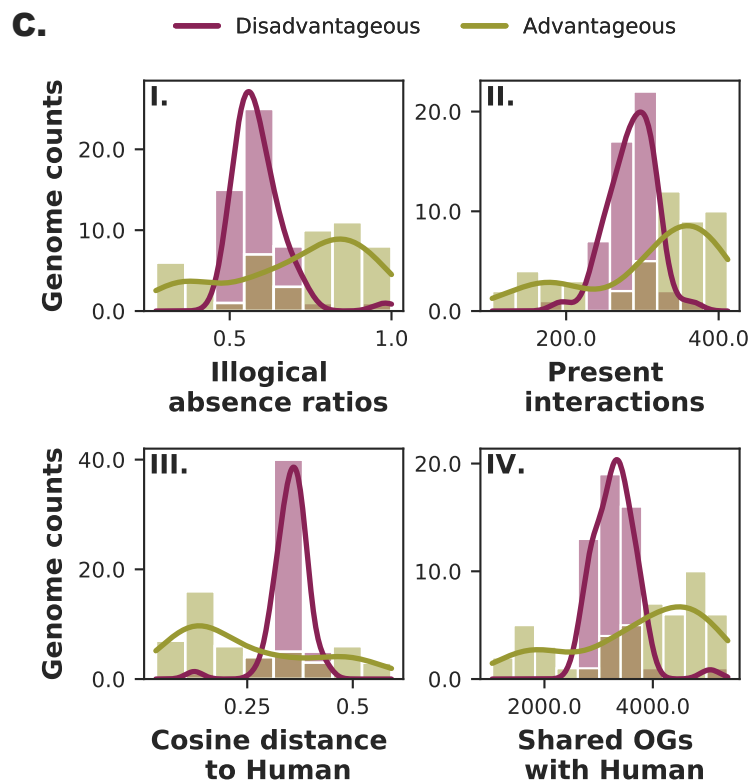 C.
Disadvantageous Advantageous
I. II.
Genome counts
20.0
10.0
0.0
0.5 1.0
Illogical
absence ratios
20.0
10.0
0.0
200.0 400.0
Present
interactions
III. IV.
Genome counts
40.0
20.0
0.0
0.25 0.5
Cosine distance
to Human
20.0
10.0
0.0
2000.0 4000.0
Shared OGs
with Human